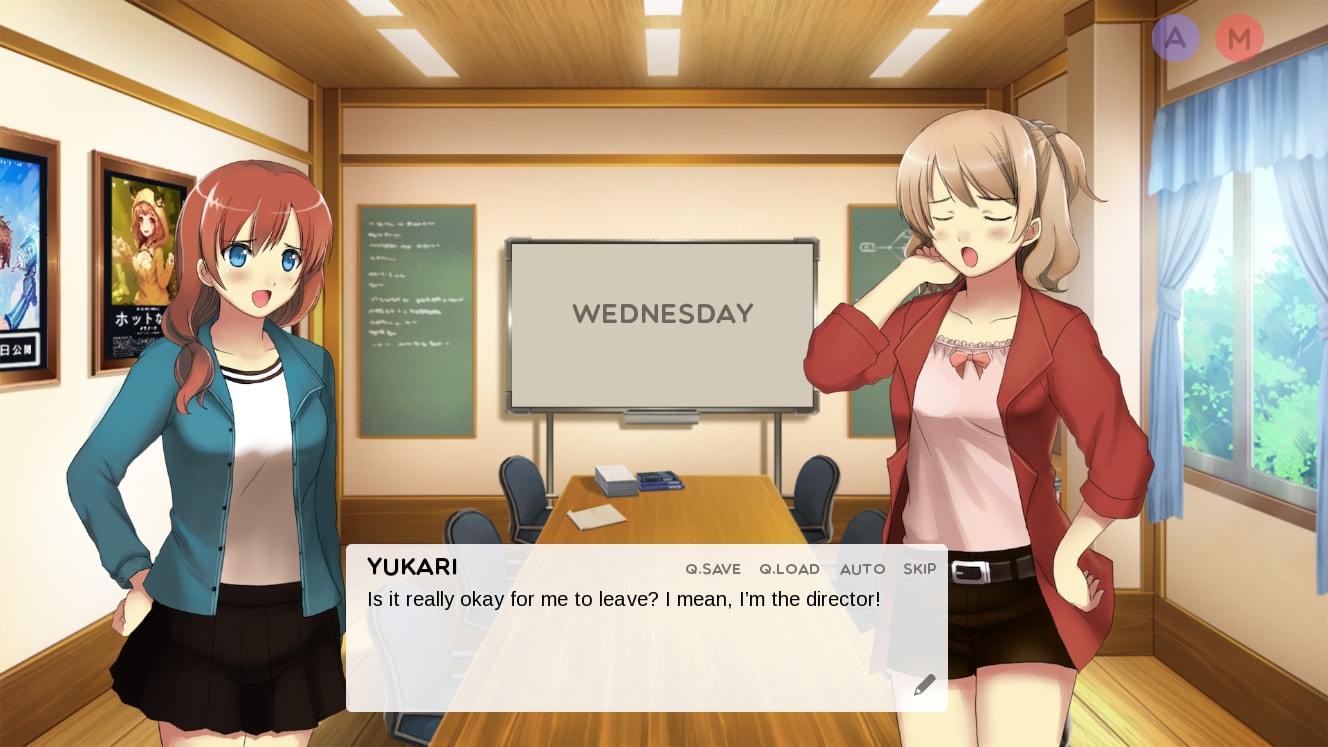 A M
ホットな
日公開
WEDNESDAY
YUKARI
Q.SAVE Q.LOAD AUTO SKIP
Is it really okay for me to leave? I mean, I'm the director!